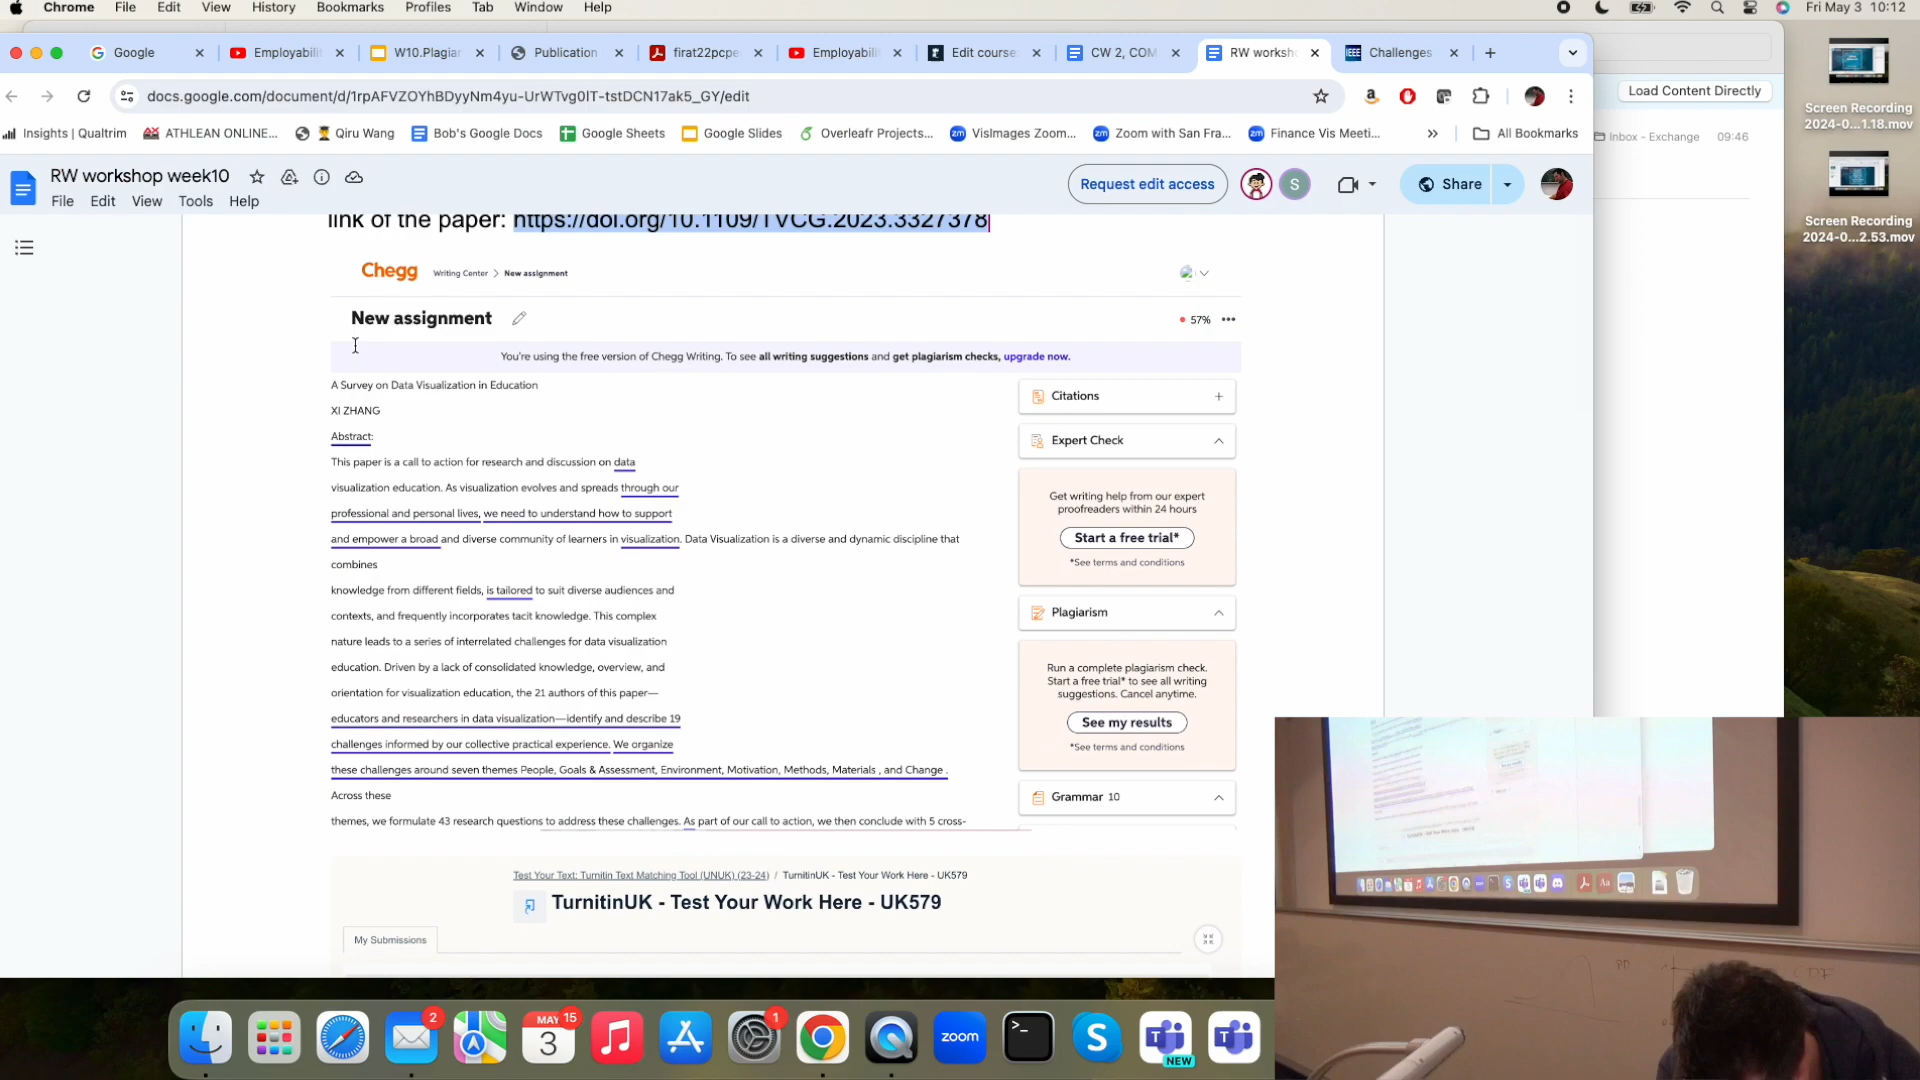 Chrome File Edit View History Bookmarks Profiles Tab Window Help Fri May 3 10:12
Google Employabili W10.Plagiar Publication firat22pcpe Employabili Edit course CW 2, COM RW worksh Challenges
docs.google.com/document/d/1rpAFVZOYhBDyyNm4yu-UrWTvg0IT-tstDCN17ak5_GY/edit
Load Content Directly
Insights | Qualtrim ATHLEAN ONLINE... Qiru Wang Bob's Google Docs Google Sheets Google Slides Overleafr Projects... VisImages Zoom... Zoom with San Fra... Finance Vis Meeti... » All Bookmarks
Inbox - Exchange 09:46
Screen Recording
2024-0...1.18.mov
Screen Recording
2024-0...2.53.mov
RW workshop week10
File Edit View Tools Help
Request edit access
S
Share
link of the paper: https://doi.org/10.1109/TVCG.2023.3327378
Chegg Writing Center > New assignment
New assignment
57%
You're using the free version of Chegg Writing. To see all writing suggestions and get plagiarism checks, upgrade now.
A Survey on Data Visualization in Education
XI ZHANG
Abstract:
This paper is a call to action for research and discussion on data
visualization education. As visualization evolves and spreads through our
professional and personal lives, we need to understand how to support
and empower a broad and diverse community of learners in visualization. Data Visualization is a diverse and dynamic discipline that
combines
knowledge from different fields, is tailored to suit diverse audiences and
contexts, and frequently incorporates tacit knowledge. This complex
nature leads to a series of interrelated challenges for data visualization
education. Driven by a lack of consolidated knowledge, overview, and
orientation for visualization education, the 21 authors of this paper—
educators and researchers in data visualization—identify and describe 19
challenges informed by our collective practical experience. We organize
these challenges around seven themes People, Goals & Assessment, Environment, Motivation, Methods, Materials , and Change .
Across these
themes, we formulate 43 research questions to address these challenges. As part of our call to action, we then conclude with 5 cross-
Citations +
Expert Check
Get writing help from our expert
proofreaders within 24 hours
Start a free trial*
*See terms and conditions
Plagiarism
Run a complete plagiarism check.
Start a free trial* to see all writing
suggestions. Cancel anytime.
See my results
*See terms and conditions
Grammar 10
Test Your Text: Turnitin Text Matching Tool (UNUK) (23-24) / TurnitinUK - Test Your Work Here - UK579
TurnitinUK - Test Your Work Here - UK579
My Submissions
2
MAY 15
3
1
zoom
NEW